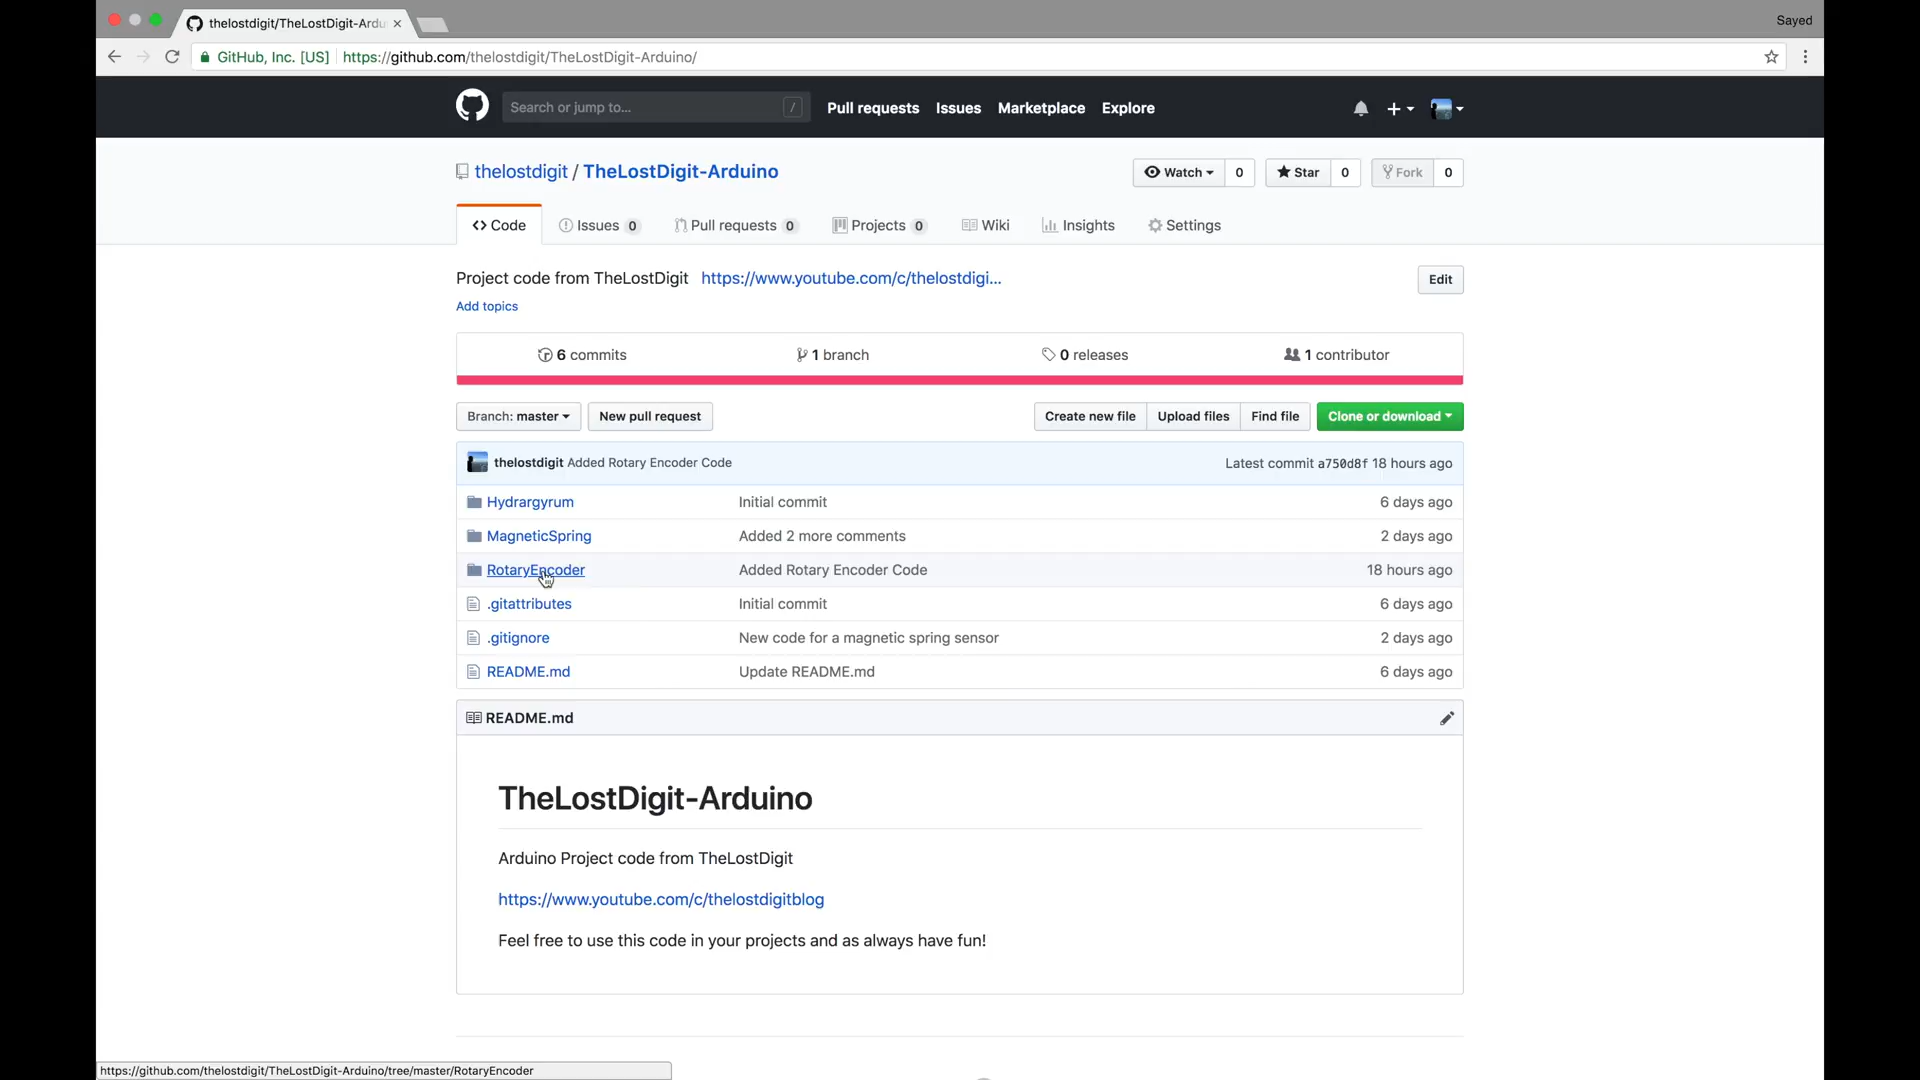 thelostdigit/TheLostDigit-Ardu
Sayed
GitHub, Inc. [US] https://github.com/thelostdigit/TheLostDigit-Arduino/
Search or jump to... /
Pull requests Issues Marketplace Explore
thelostdigit / TheLostDigit-Arduino
Watch 0 Star 0 Fork 0
Code Issues 0 Pull requests 0 Projects 0 Wiki Insights Settings
Project code from TheLostDigit https://www.youtube.com/c/thelostdigi...
Edit
Add topics
6 commits 1 branch 0 releases 1 contributor
Branch: master New pull request Create new file Upload files Find file Clone or download
thelostdigit Added Rotary Encoder Code Latest commit a750d8f 18 hours ago
Hydrargyrum Initial commit 6 days ago
MagneticSpring Added 2 more comments 2 days ago
RotaryEncoder Added Rotary Encoder Code 18 hours ago
.gitattributes Initial commit 6 days ago
.gitignore New code for a magnetic spring sensor 2 days ago
README.md Update README.md 6 days ago
README.md
TheLostDigit-Arduino
Arduino Project code from TheLostDigit
https://www.youtube.com/c/thelostdigitblog
Feel free to use this code in your projects and as always have fun!
https://github.com/thelostdigit/TheLostDigit-Arduino/tree/master/RotaryEncoder